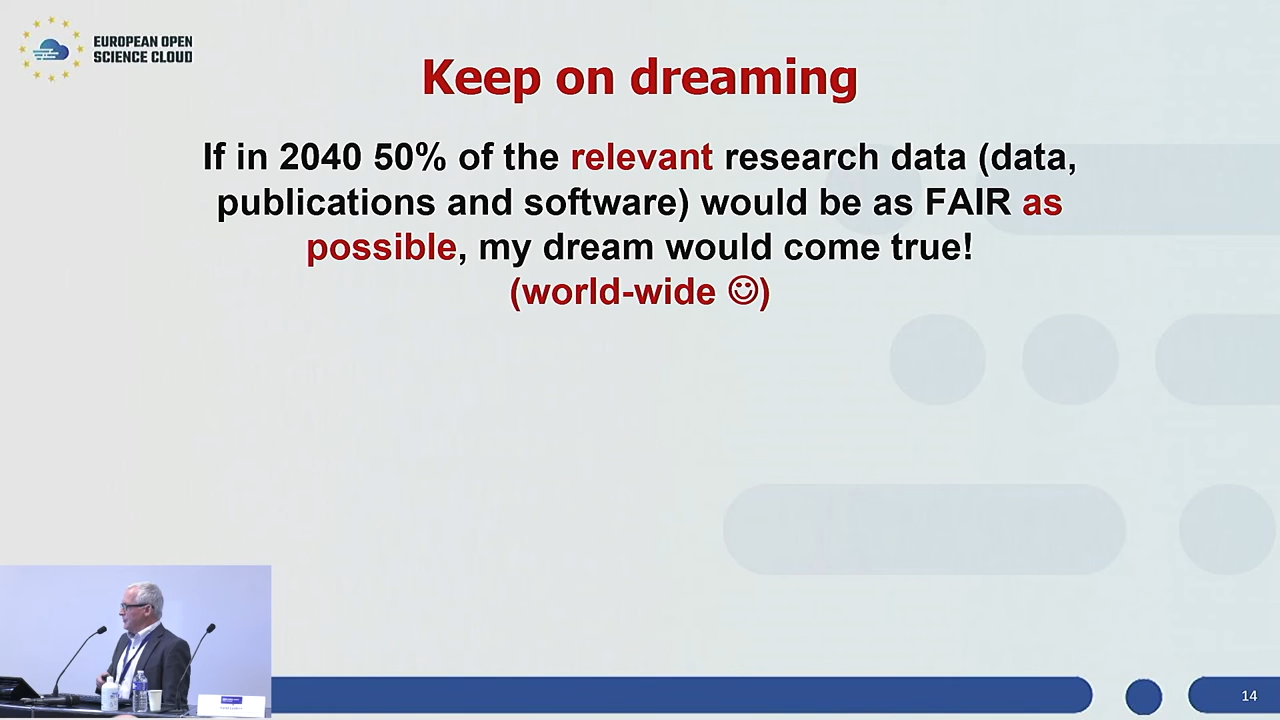 EUROPEAN OPEN
SCIENCE CLOUD
Keep on dreaming
If in 2040 50% of the relevant research data (data,
publications and software) would be as FAIR as
possible, my dream would come true!
(world-wide ☺)
14